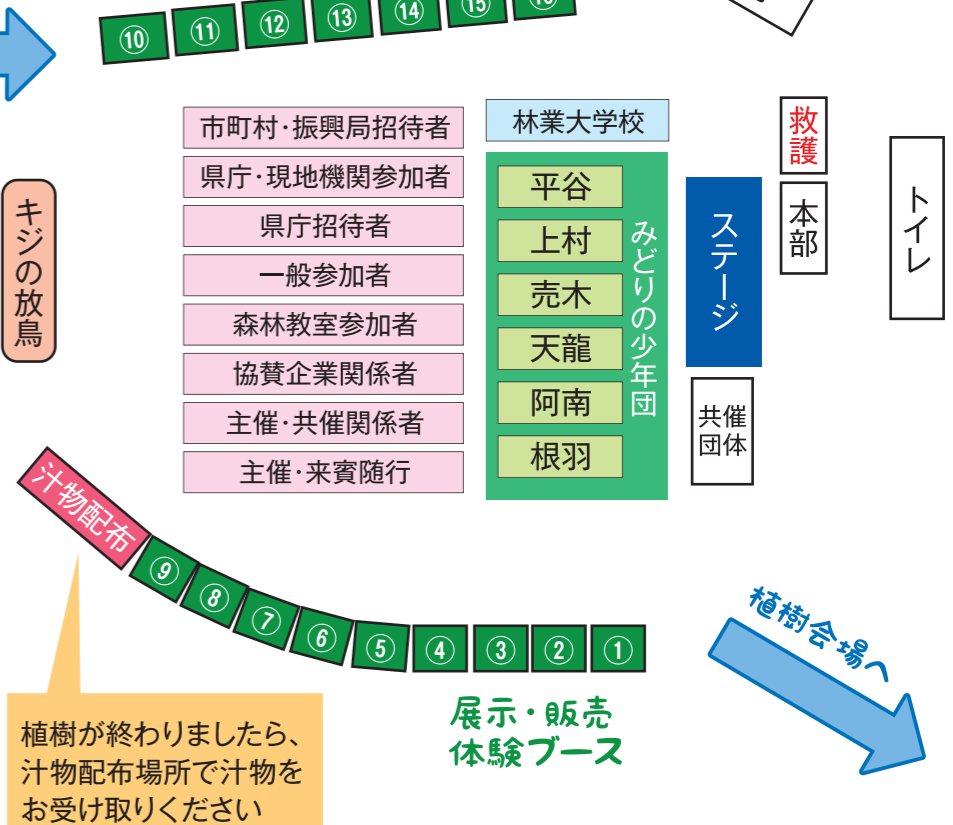 ⑩ ⑪ ⑫ ⑬ ⑭ ⑮ ⑯
キジの放鳥
市町村・振興局招待者
県庁・現地機関参加者
県庁招待者
一般参加者
森林教室参加者
協賛企業関係者
主催・共催関係者
主催・来賓随行
林業大学校
みどりの少年団
平谷
上村
売木
天龍
阿南
根羽
ステージ
救護
本部
共催
団体
トイレ
汁物配布
⑨ ⑧ ⑦ ⑥ ⑤ ④ ③ ② ①
展示・販売
体験ブース
植樹会場へ
植樹が終わりましたら、
汁物配布場所で汁物を
お受け取りください